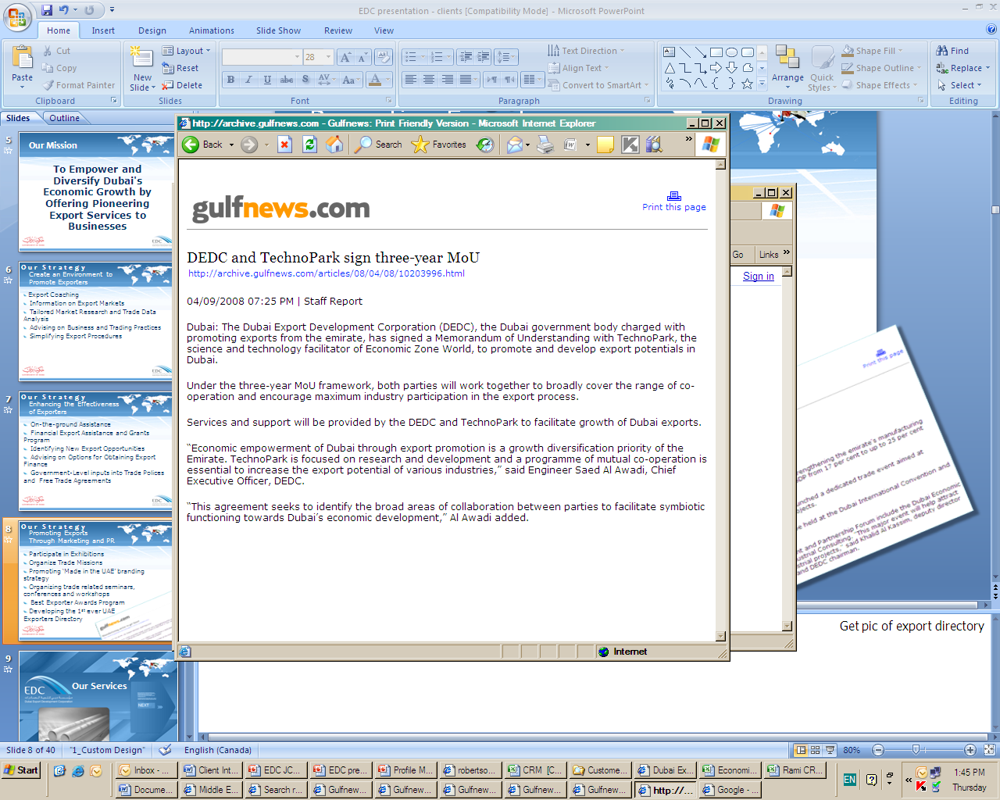 EDC presentation - clients [Compatibility Mode] - Microsoft PowerPoint
Home Insert Design Animations Slide Show Review View
Paste
Cut
Copy
Format Painter
Clipboard
New Slide
Layout
Reset
Delete
Slides
28
Font
Text Direction
Align Text
Convert to SmartArt
Paragraph
Arrange
Quick Styles
Shape Fill
Shape Outline
Shape Effects
Drawing
Find
Replace
Select
Editing
Slides Outline
5
Our Mission
To Empower and
Diversify Dubai's
Economic Growth by
Offering Pioneering
Export Services to
Businesses
EDC
6
Our Strategy
Create an Environment to
Promote Exporters
Export Coaching
Information on Export Markets
Tailored Market Research and Trade Data
Analysis
Advising on Business and Trading Practices
Simplifying Export Procedures
EDC
7
Our Strategy
Enhancing the Effectiveness
of Exporters
On-the-ground Assistance
Financial Export Assistance and Grants
Program
Identifying New Export Opportunities
Advising on Options for Obtaining Export
Finance
Government-Level inputs into Trade Polices
and Free Trade Agreements
EDC
8
Our Strategy
Promoting Exports
Through Marketing and PR
Participate in Exhibitions
Organize Trade Missions
Promoting 'Made in the UAE' branding
strategy
Organizing trade related seminars,
conferences and workshops
Best Exporter Awards Program
Developing the 1st ever UAE
Exporters Directory
gulfnews.com
9
EDC
Our Services
NEXT
http://archive.gulfnews.com - Gulfnews: Print Friendly Version - Microsoft Internet Explorer
Back Search Favorites »
gulfnews.com
Print this page
DEDC and TechnoPark sign three-year MoU
http://archive.gulfnews.com/articles/08/04/08/10203996.html
04/09/2008 07:25 PM | Staff Report
Dubai: The Dubai Export Development Corporation (DEDC), the Dubai government body charged with
promoting exports from the emirate, has signed a Memorandum of Understanding with TechnoPark, the
science and technology facilitator of Economic Zone World, to promote and develop export potentials in
Dubai.
Under the three-year MoU framework, both parties will work together to broadly cover the range of co-
operation and encourage maximum industry participation in the export process.
Services and support will be provided by the DEDC and TechnoPark to facilitate growth of Dubai exports.
“Economic empowerment of Dubai through export promotion is a growth diversification priority of the
Emirate. TechnoPark is focused on research and development and a programme of mutual co-operation is
essential to increase the export potential of various industries,” said Engineer Saed Al Awadi, Chief
Executive Officer, DEDC.
“This agreement seeks to identify the broad areas of collaboration between parties to facilitate symbiotic
functioning towards Dubai's economic development,” Al Awadi added.
Internet
Go Links »
Sign in
Print this page
strengthening the emirate's manufacturing
GDP from 17 per cent to up to 25 per cent
launched a dedicated trade event aimed at
projects.
be held at the Dubai International Convention and
and Partnership Forum include the Dubai Economic
Industrial Consulting. "This major event will help attract
industrial projects," said Khalid Al Kassim, deputy director
and DEDC chairman.
Get pic of export directory
Slide 8 of 40 "1_Custom Design" English (Canada) 80%
Start Inbox - ... Client Int... EDC JC... EDC pre... Profile M... robertso... CRM [C... Custome... Dubai Ex... Economi... Rami CR... EN « 1:45 PM
Docume... Middle E... Search r... Gulfnew... Gulfnew... Gulfnew... Gulfnew... Gulfnew... http://... Google - ... Thursday